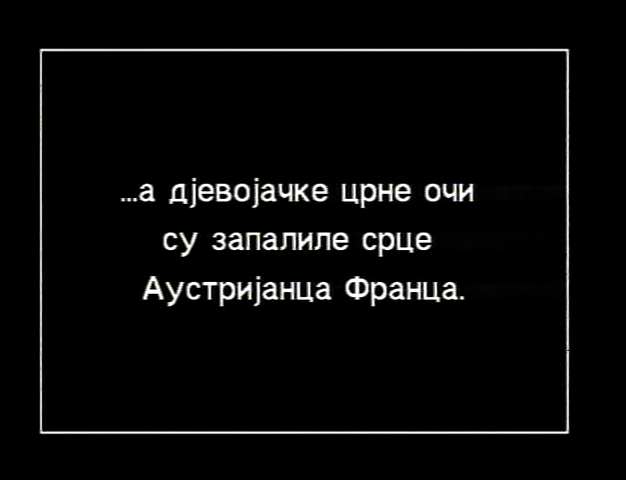 ...а дјевојачке црне очи
су запалиле срце
Аустријанца Франца.